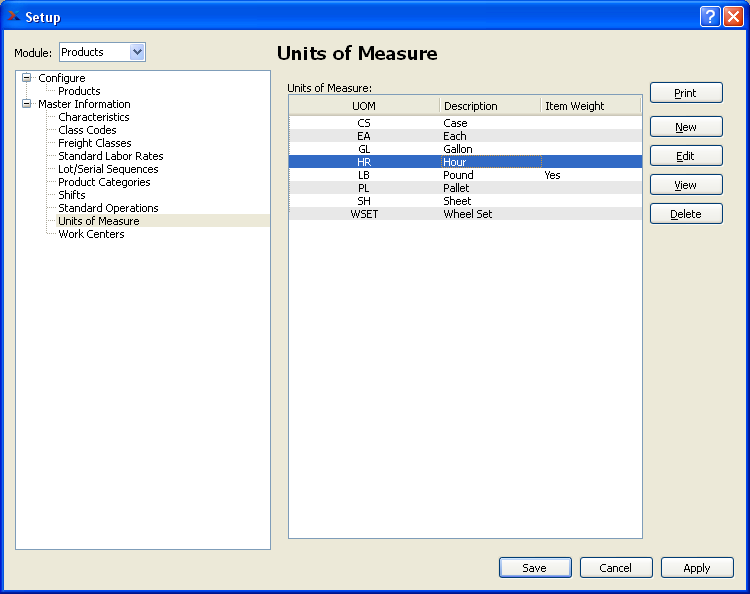 Setup
Module: Products
Units of Measure
Configure
Products
Master Information
Characteristics
Class Codes
Freight Classes
Standard Labor Rates
Lot/Serial Sequences
Product Categories
Shifts
Standard Operations
Units of Measure
Work Centers
Units of Measure:
UOM Description Item Weight
CS Case
EA Each
GL Gallon
HR Hour
LB Pound Yes
PL Pallet
SH Sheet
WSET Wheel Set
Print
New
Edit
View
Delete
Save Cancel Apply